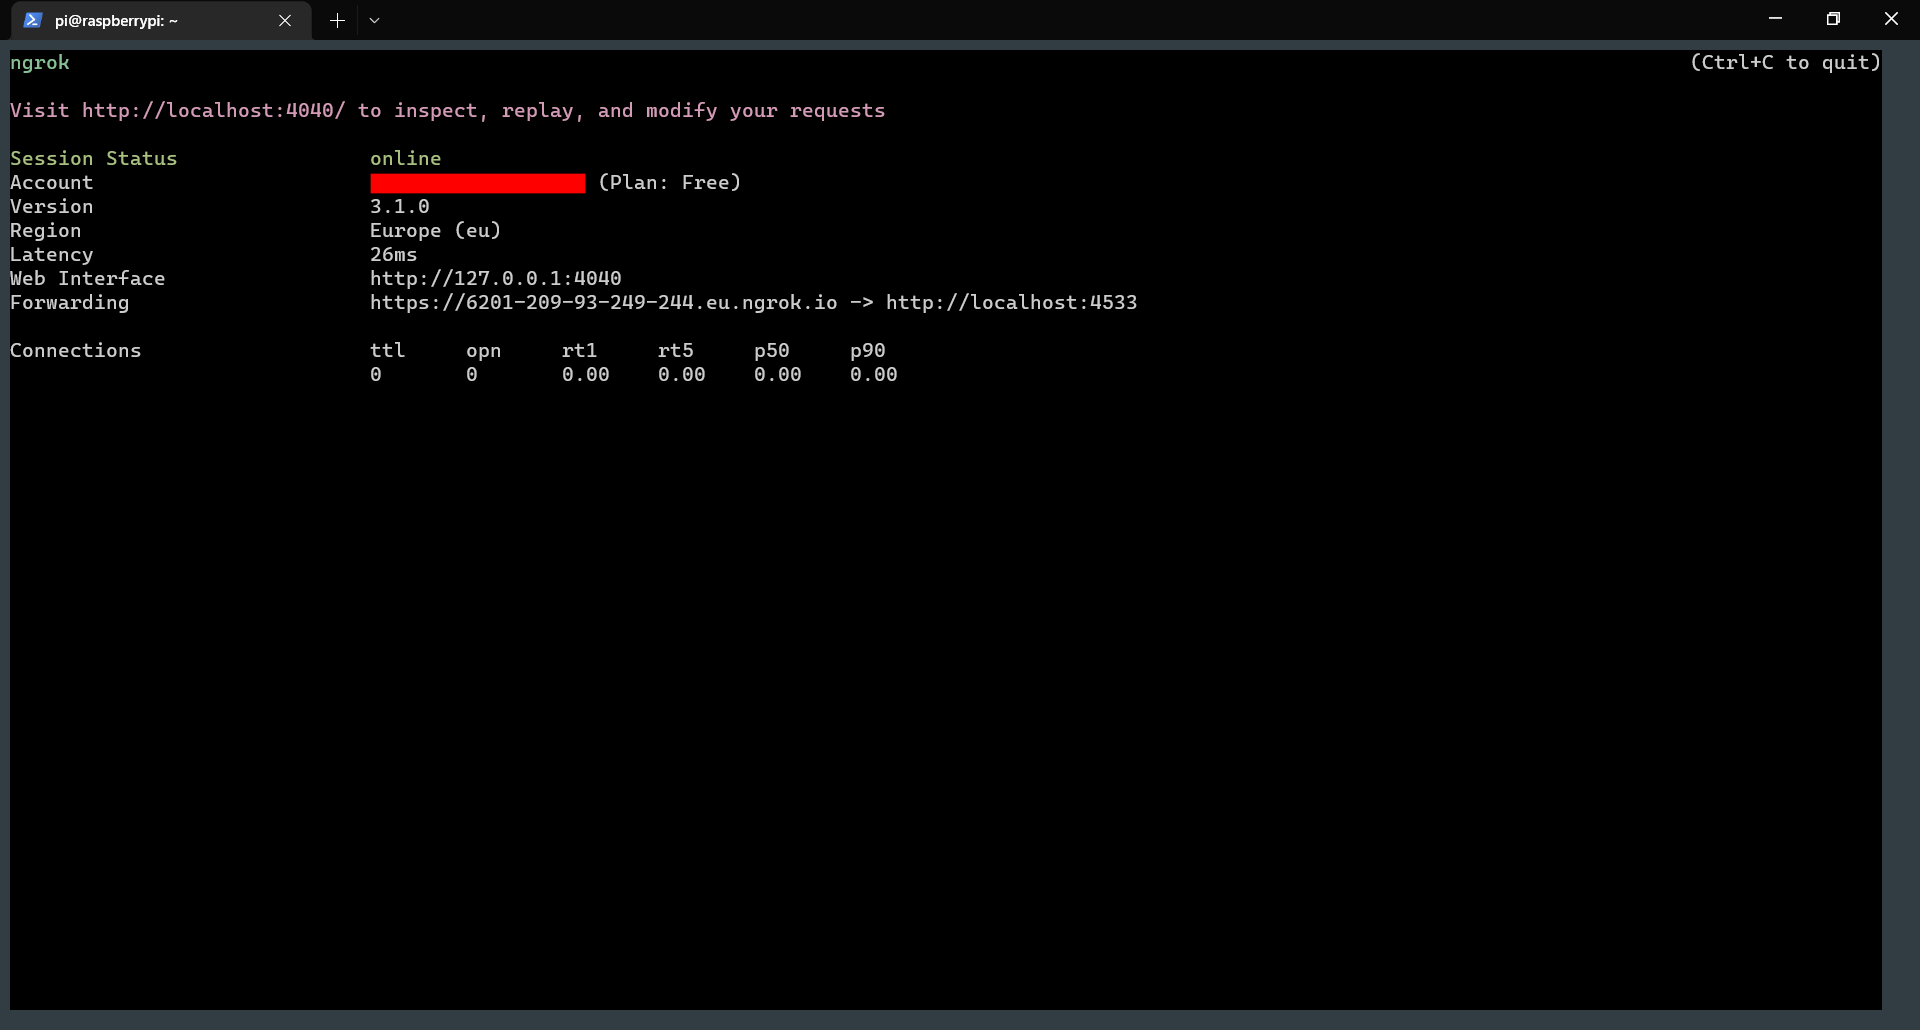 pi@raspberrypi: ~
ngrok (Ctrl+C to quit)
Visit http://localhost:4040/ to inspect, replay, and modify your requests
Session Status online
Account (Plan: Free)
Version 3.1.0
Region Europe (eu)
Latency 26ms
Web Interface http://127.0.0.1:4040
Forwarding https://6201-209-93-249-244.eu.ngrok.io -> http://localhost:4533
Connections ttl opn rt1 rt5 p50 p90
0 0 0.00 0.00 0.00 0.00